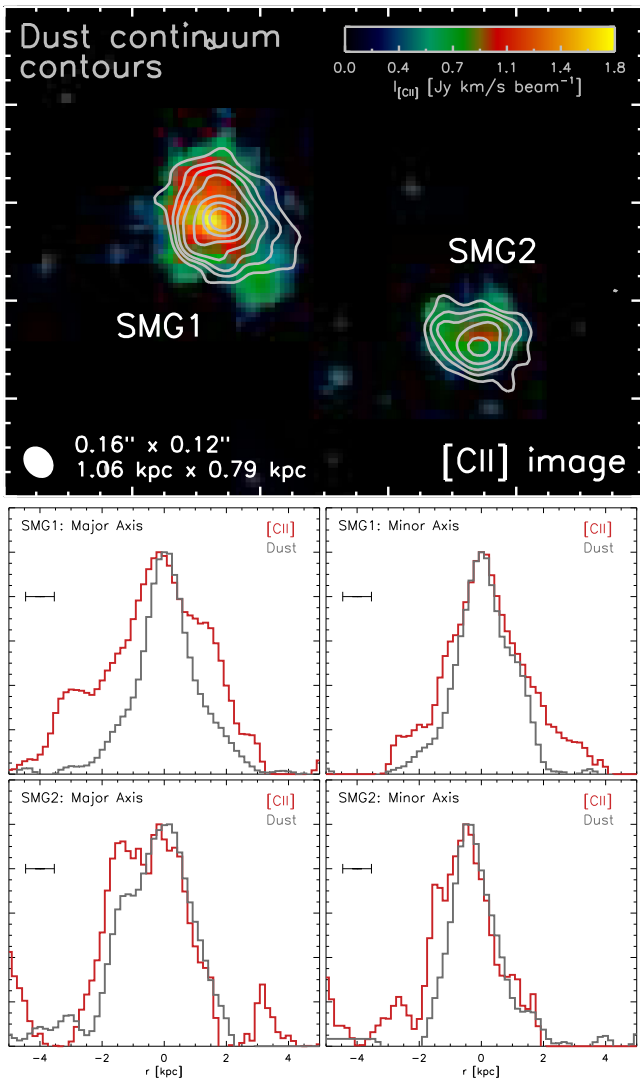 Dust continuum
contours
0.0 0.4 0.7 1.1 1.4 1.8
I[CII] [Jy km/s beam⁻¹]
SMG2
SMG1
0.16" x 0.12"
1.06 kpc x 0.79 kpc
[CII] image
SMG1: Major Axis
[CII]
Dust
SMG1: Minor Axis
[CII]
Dust
SMG2: Major Axis
[CII]
Dust
SMG2: Minor Axis
[CII]
Dust
−4 −2 0 2 4
r [kpc]
−4 −2 0 2 4
r [kpc]